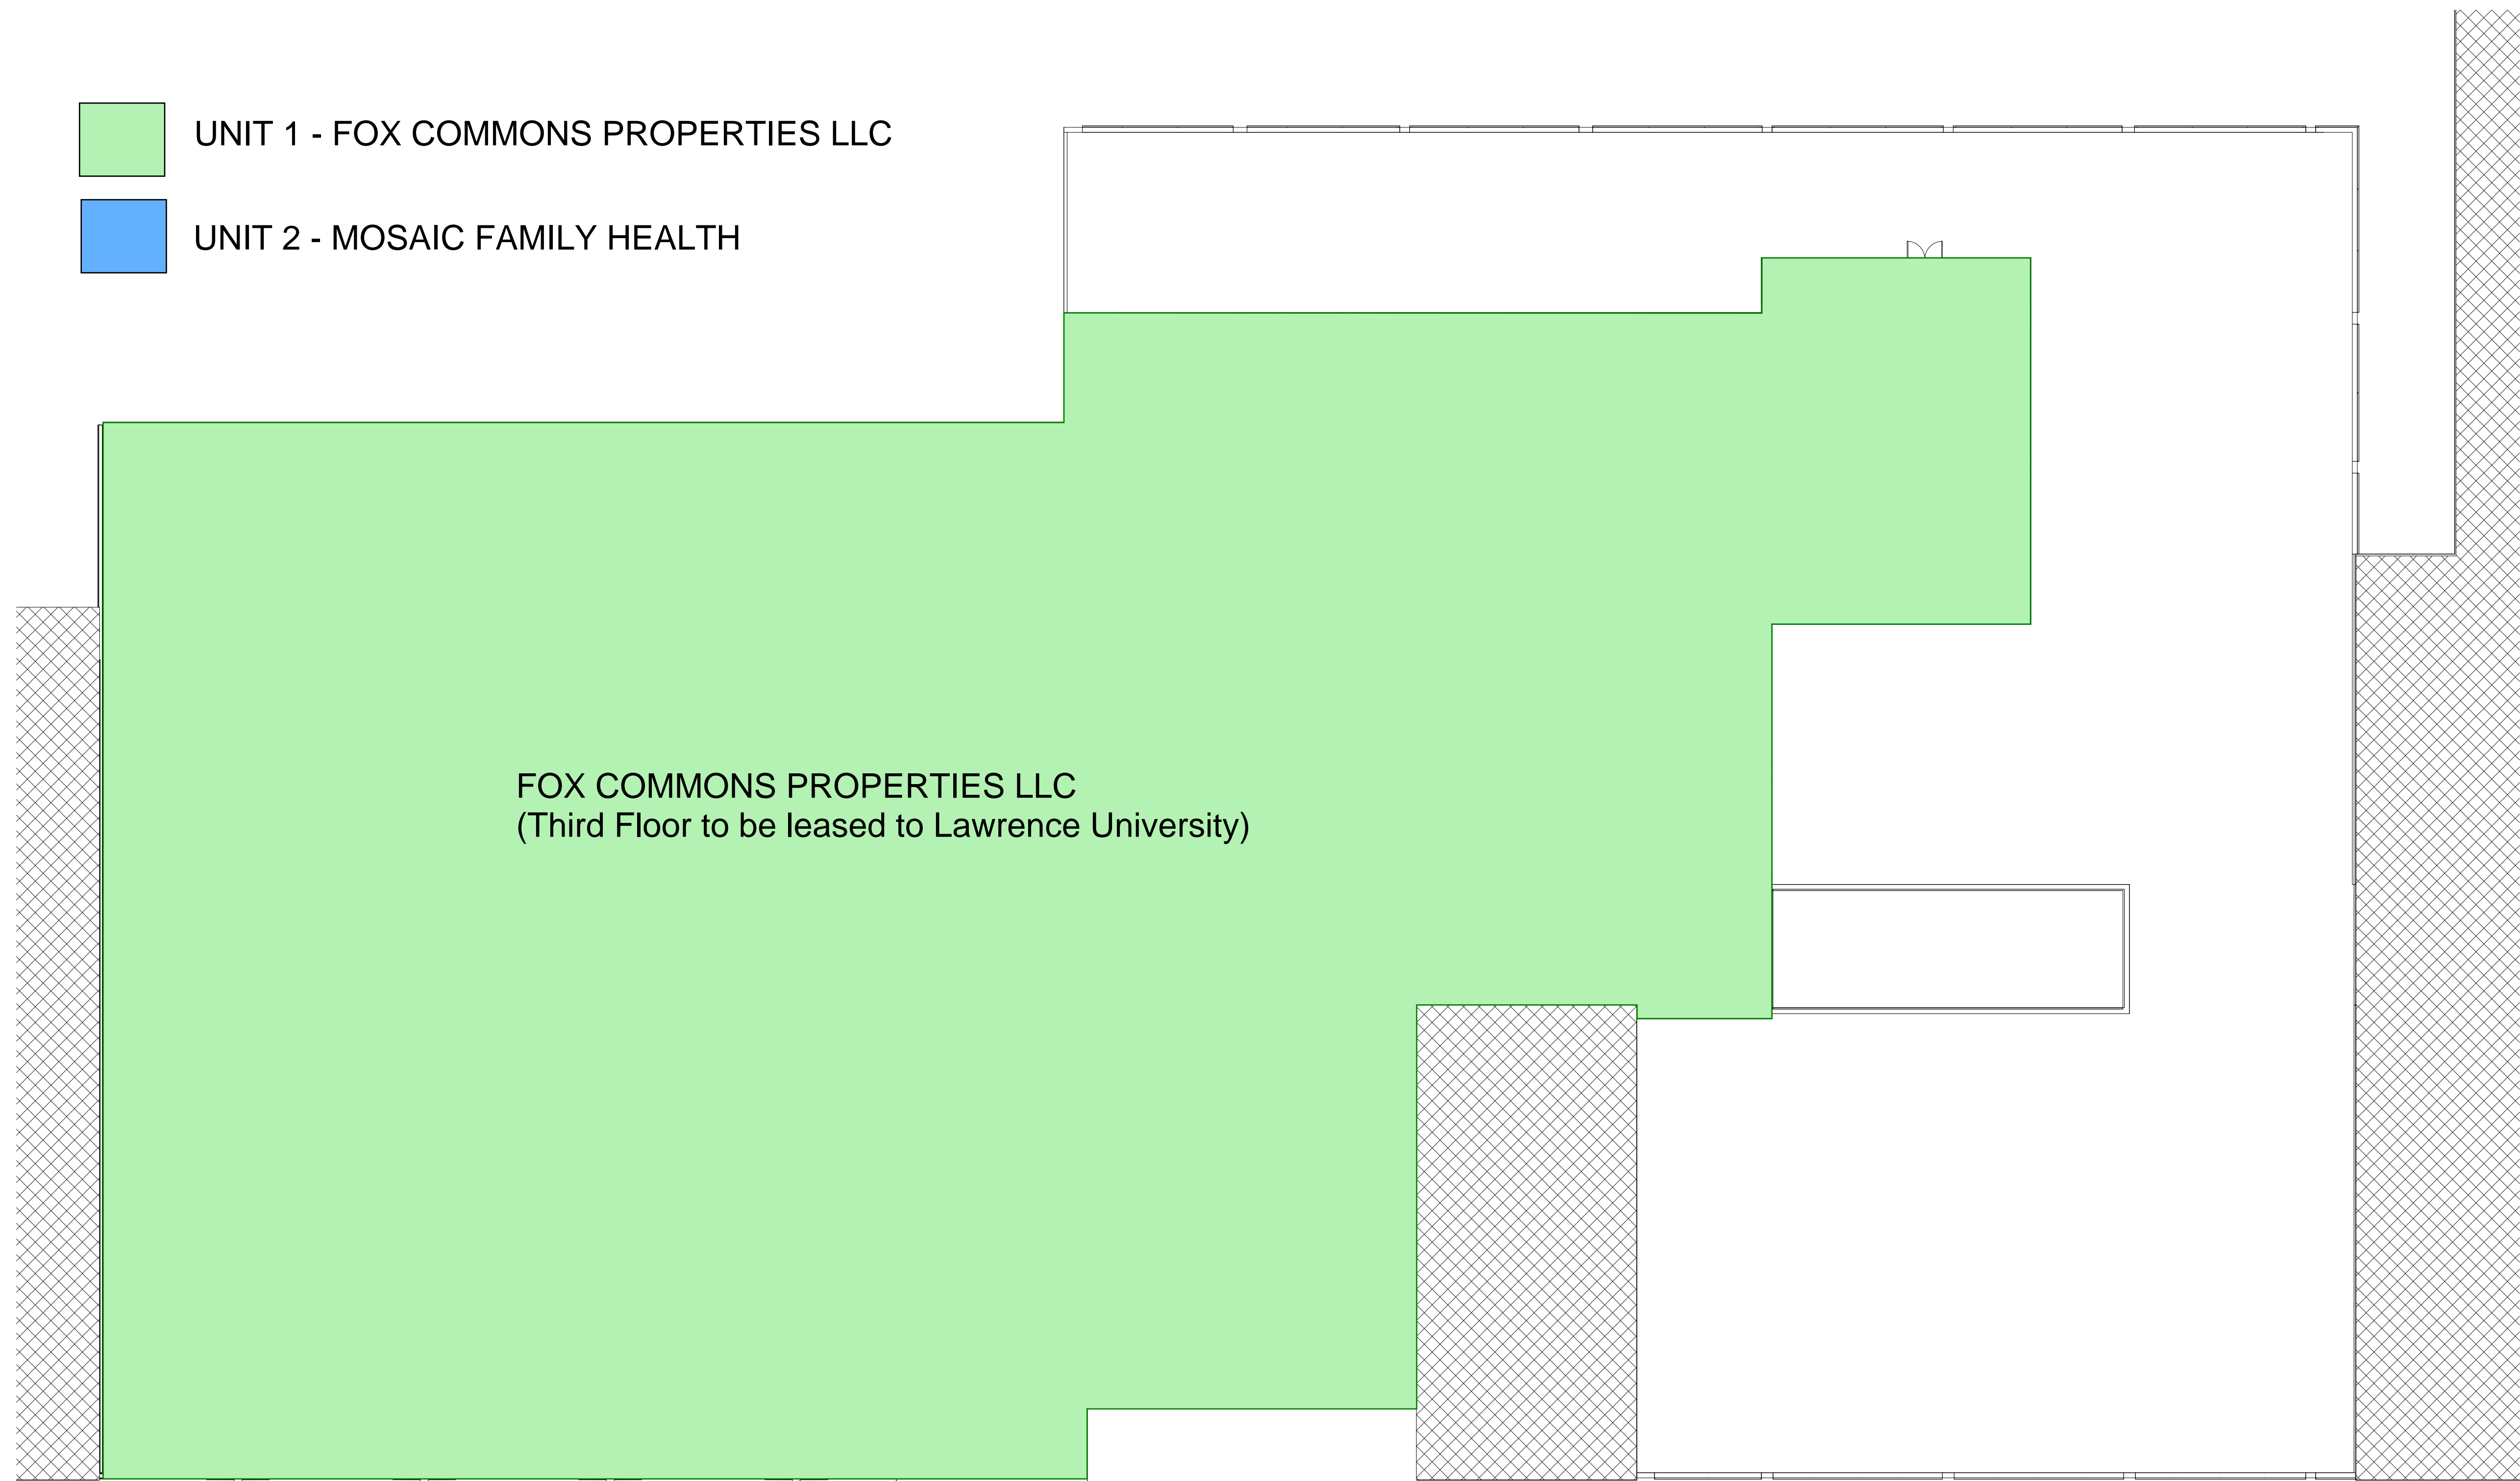 UNIT 1 - FOX COMMONS PROPERTIES LLC
UNIT 2 - MOSAIC FAMILY HEALTH
FOX COMMONS PROPERTIES LLC
(Third Floor to be leased to Lawrence University)